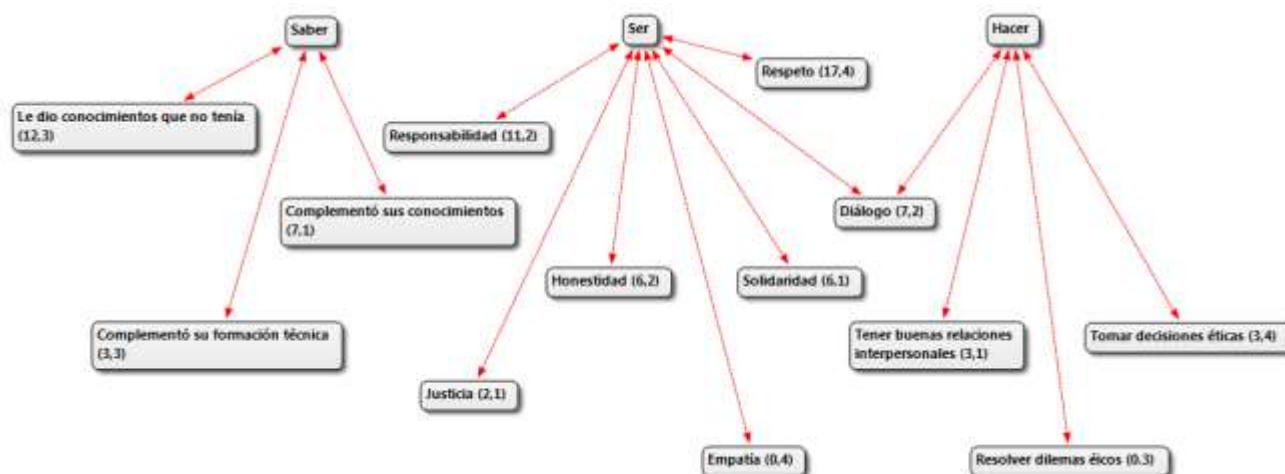 Saber
Ser
Hacer
Respeto (17,4)
Le dio conocimientos que no tenía
(12,3)
Responsabilidad (11,2)
Complementó sus conocimientos
(7,1)
Diálogo (7,2)
Honestidad (6,2)
Solidaridad (6,1)
Complementó su formación técnica
(3,3)
Tener buenas relaciones
interpersonales (3,1)
Tomar decisiones éticas (3,4)
Justicia (2,1)
Empatía (0,4)
Resolver dilemas éicos (0.3)